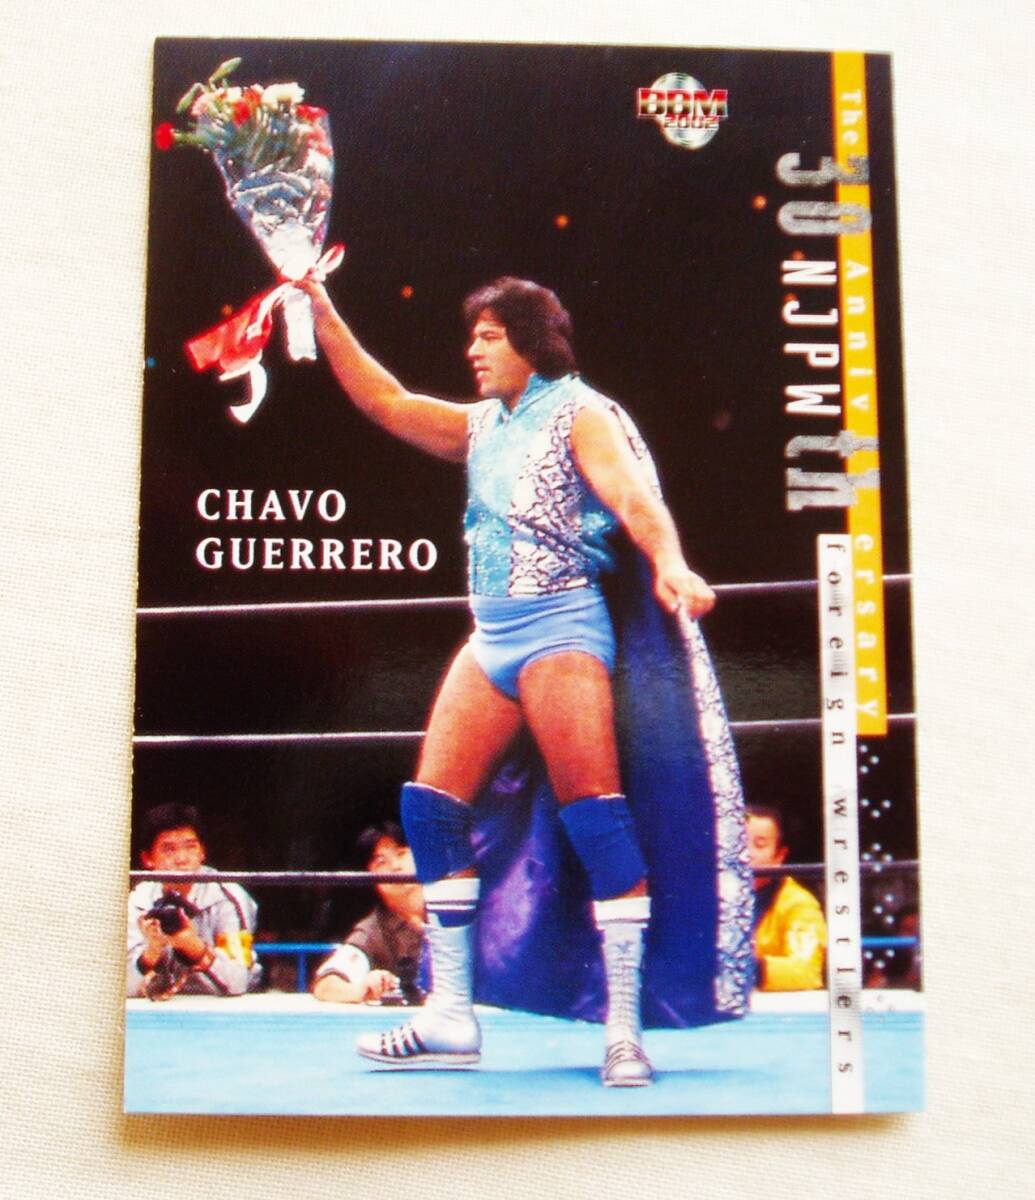 BBM
2002
The 30th Anniversary
NJPW
foreign wrestlers
CHAVO
GUERRERO